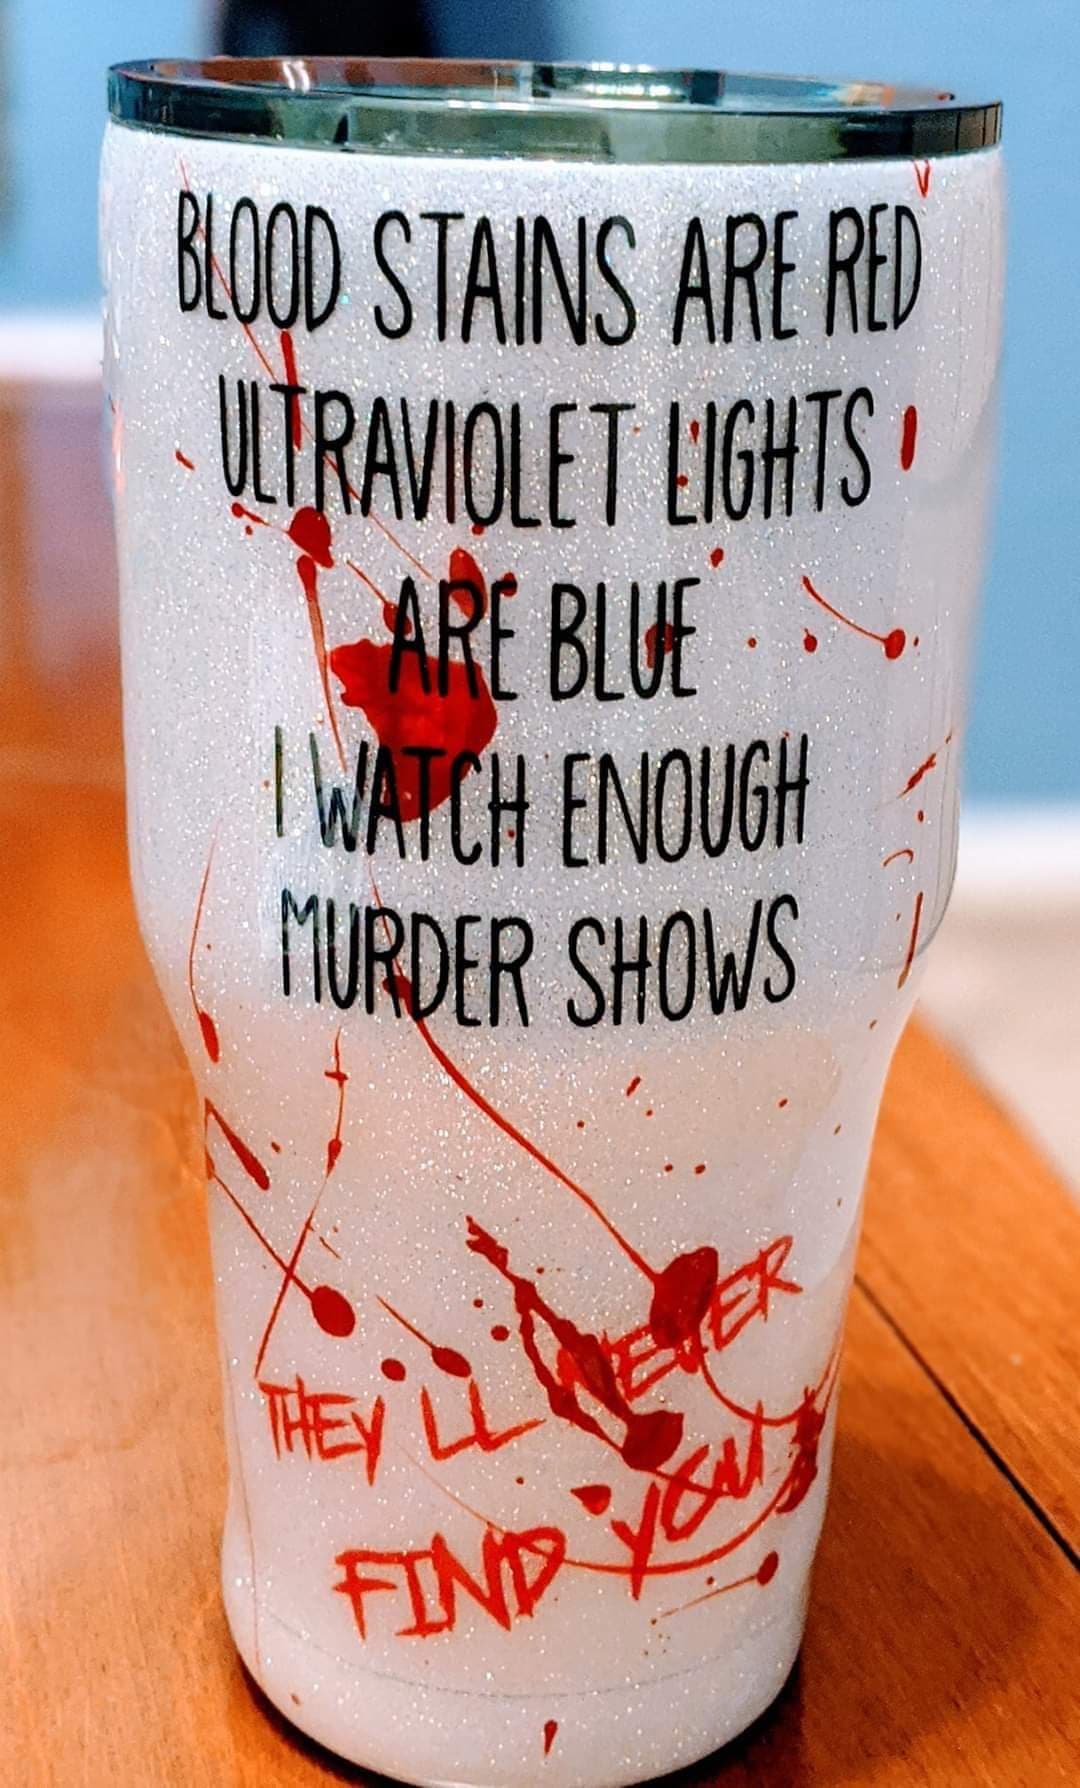 BLOOD STAINS ARE RED
ULTRAVIOLET LIGHTS
ARE BLUE
I WATCH ENOUGH
MURDER SHOWS
THEY'LL NEVER
FIND YOU